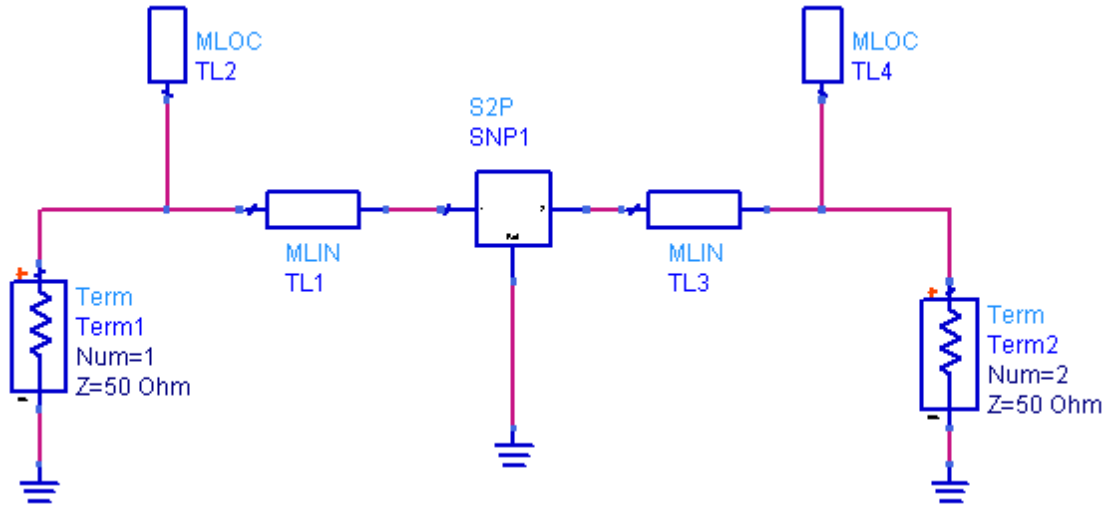 MLOC
TL2
MLOC
TL4
S2P
SNP1
MLIN
TL1
MLIN
TL3
Term
Term1
Num=1
Z=50 Ohm
Term
Term2
Num=2
Z=50 Ohm